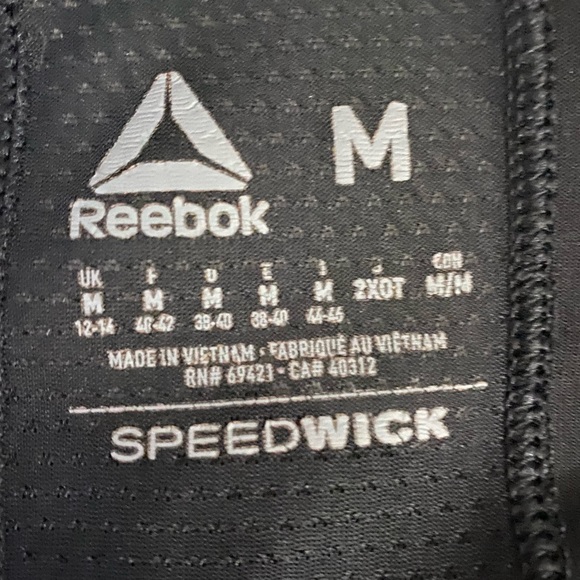 M
Reebok
UK F D E I J CDN
M M M M M 2XOT M/M
12-14 40-42 38-40 38-40 44-46
MADE IN VIETNAM · FABRIQUÉ AU VIETNAM
RN# 69421 · CA# 40312
SPEEDWICK